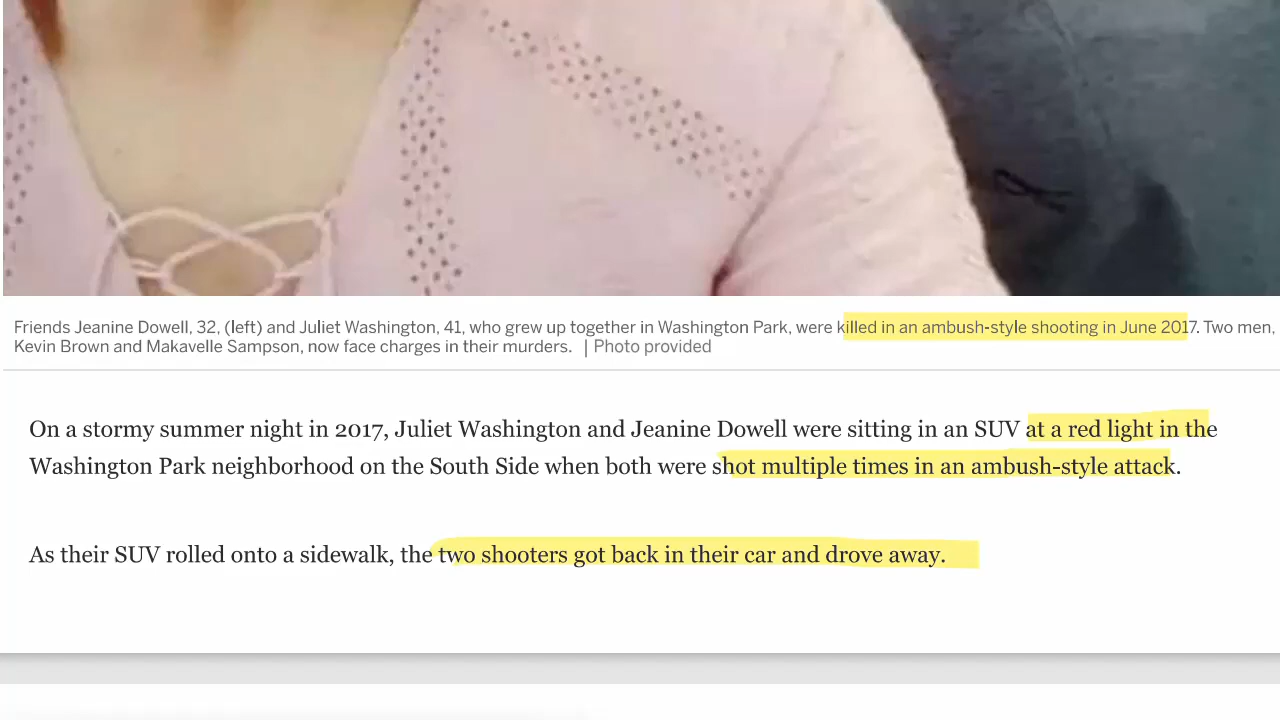 Friends Jeanine Dowell, 32, (left) and Juliet Washington, 41, who grew up together in Washington Park, were killed in an ambush-style shooting in June 2017. Two men,
Kevin Brown and Makavelle Sampson, now face charges in their murders. | Photo provided
On a stormy summer night in 2017, Juliet Washington and Jeanine Dowell were sitting in an SUV at a red light in the
Washington Park neighborhood on the South Side when both were shot multiple times in an ambush-style attack.
As their SUV rolled onto a sidewalk, the two shooters got back in their car and drove away.